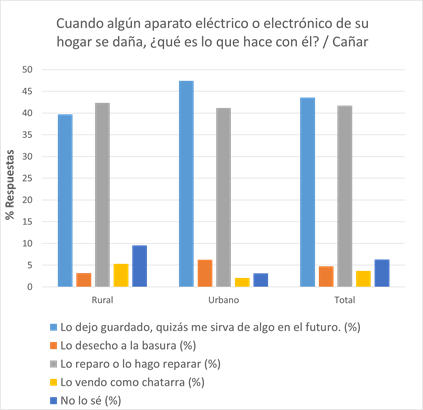 Cuando algún aparato eléctrico o electrónico de su
hogar se daña, ¿qué es lo que hace con él? / Cañar
% Respuestas
50
45
40
35
30
25
20
15
10
5
0
Rural
Urbano
Total
Lo dejo guardado, quizás me sirva de algo en el futuro. (%)
Lo desecho a la basura (%)
Lo reparo o lo hago reparar (%)
Lo vendo como chatarra (%)
No lo sé (%)